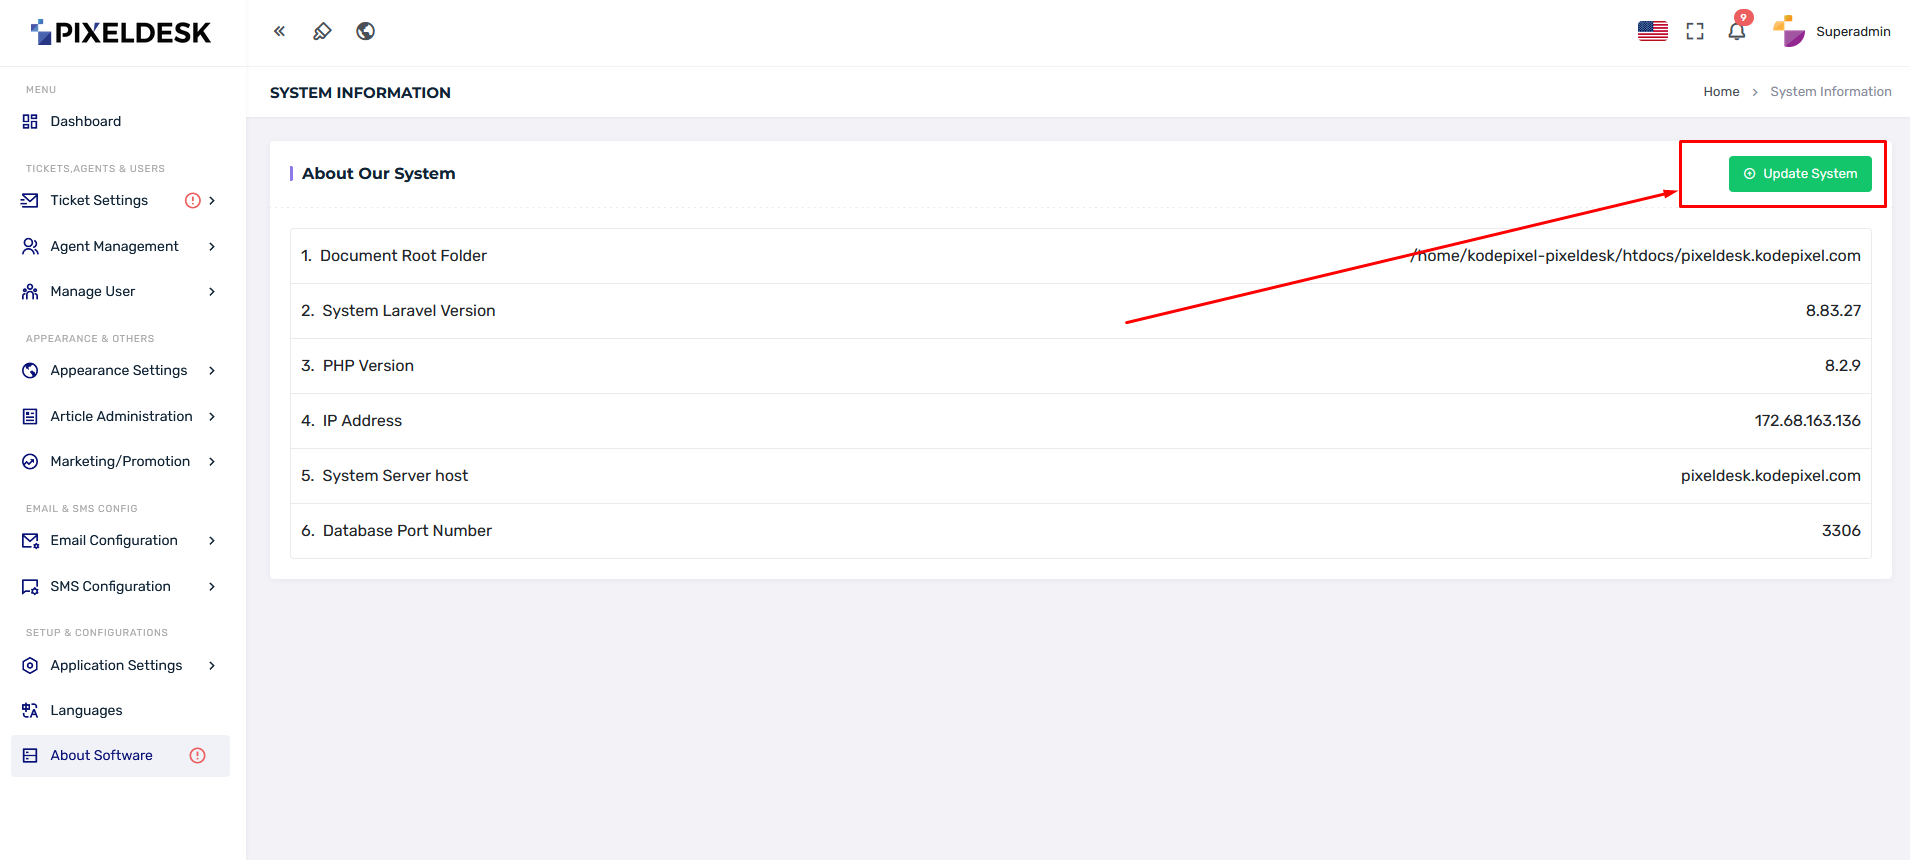 PIXELDESK
9
Superadmin
SYSTEM INFORMATION
Home > System Information
MENU
Dashboard
TICKETS,AGENTS & USERS
Ticket Settings
Agent Management
Manage User
APPEARANCE & OTHERS
Appearance Settings
Article Administration
Marketing/Promotion
EMAIL & SMS CONFIG
Email Configuration
SMS Configuration
SETUP & CONFIGURATIONS
Application Settings
Languages
About Software
About Our System
Update System
1. Document Root Folder /home/kodepixel-pixeldesk/htdocs/pixeldesk.kodepixel.com
2. System Laravel Version 8.83.27
3. PHP Version 8.2.9
4. IP Address 172.68.163.136
5. System Server host pixeldesk.kodepixel.com
6. Database Port Number 3306